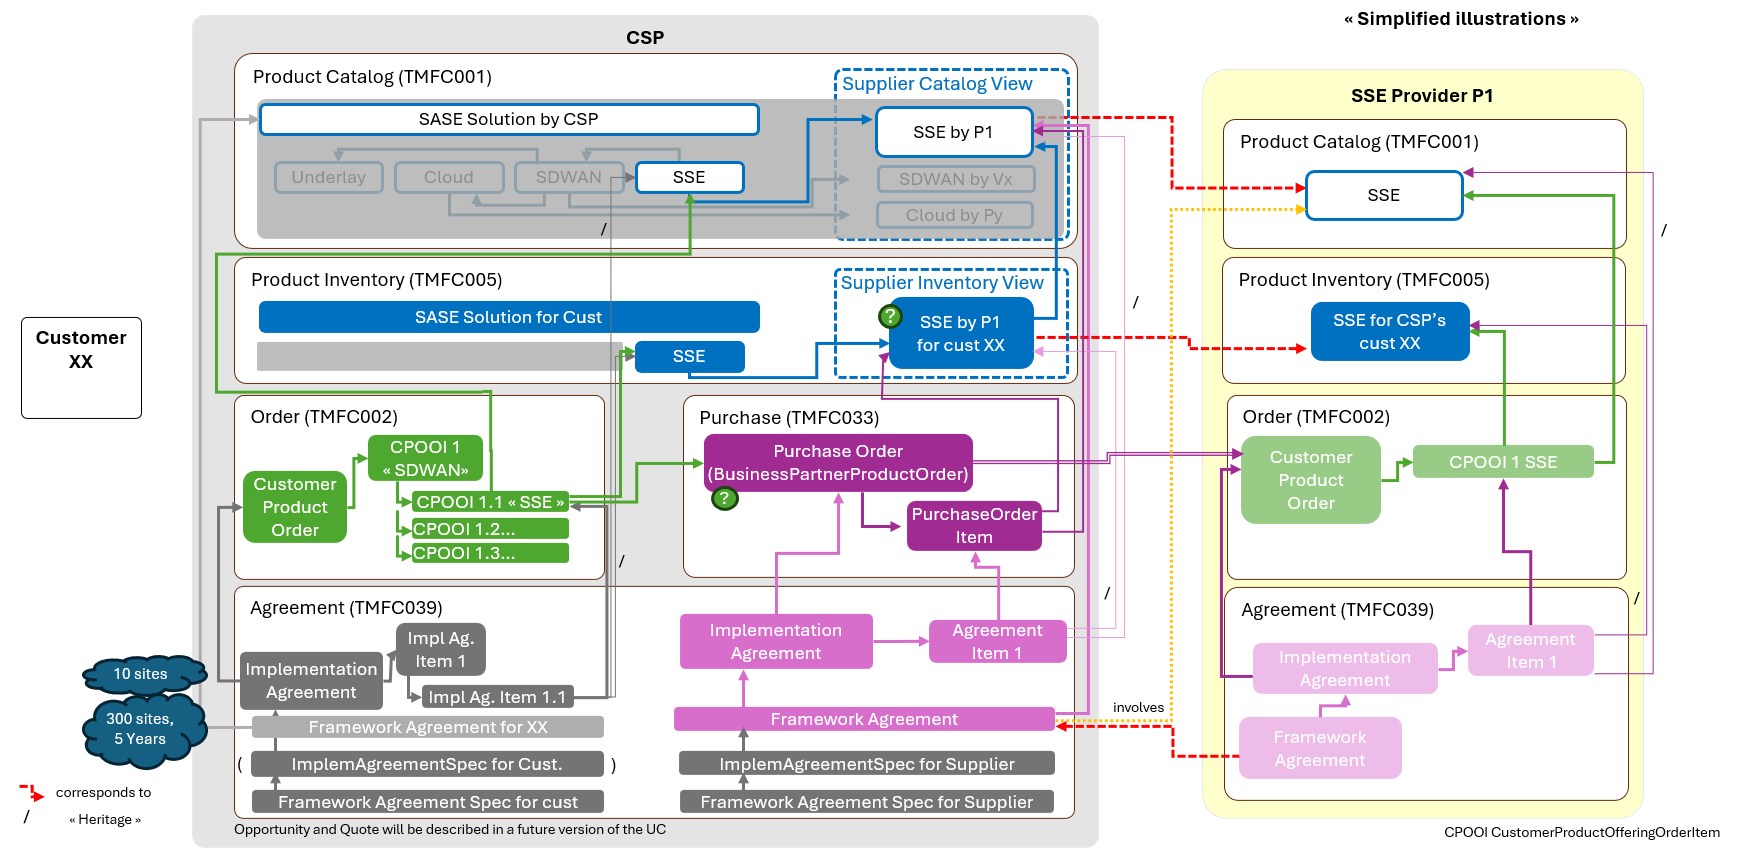 « Simplified illustrations »
CSP
Product Catalog (TMFC001)
Supplier Catalog View
SASE Solution by CSP
SSE by P1
Underlay
Cloud
SDWAN
SSE
SDWAN by Vx
Cloud by Py
/
Product Inventory (TMFC005)
Supplier Inventory View
SASE Solution for Cust
?
SSE by P1
for cust XX
SSE
/
Customer
XX
Order (TMFC002)
CPOOI 1
« SDWAN»
Customer
Product
Order
CPOOI 1.1 « SSE »
CPOOI 1.2...
CPOOI 1.3...
/
Purchase (TMFC033)
Purchase Order
(BusinessPartnerProductOrder)
?
PurchaseOrder
Item
Agreement (TMFC039)
Impl Ag.
Item 1
Implementation
Agreement
Impl Ag. Item 1.1
Framework Agreement for XX
( ImplemAgreementSpec for Cust. )
Framework Agreement Spec for cust
Implementation
Agreement
Agreement
Item 1
/
Framework Agreement
ImplemAgreementSpec for Supplier
Framework Agreement Spec for Supplier
involves
10 sites
300 sites,
5 Years
corresponds to
/ « Heritage »
Opportunity and Quote will be described in a future version of the UC
SSE Provider P1
Product Catalog (TMFC001)
SSE
/
Product Inventory (TMFC005)
SSE for CSP’s
cust XX
Order (TMFC002)
Customer
Product
Order
CPOOI 1 SSE
/
Agreement (TMFC039)
Implementation
Agreement
Agreement
Item 1
Framework
Agreement
CPOOI CustomerProductOfferingOrderItem